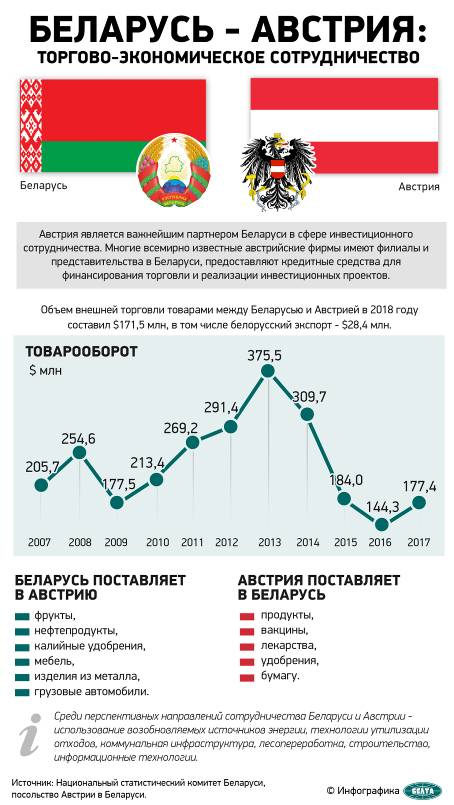 БЕЛАРУСЬ - АВСТРИЯ:
ТОРГОВО-ЭКОНОМИЧЕСКОЕ СОТРУДНИЧЕСТВО
Беларусь
Австрия
Австрия является важнейшим партнером Беларуси в сфере инвестиционного
сотрудничества. Многие всемирно известные австрийские фирмы имеют филиалы и
представительства в Беларуси, предоставляют кредитные средства для
финансирования торговли и реализации инвестиционных проектов.
Объем внешней торговли товарами между Беларусью и Австрией в 2018 году
составил $171,5 млн, в том числе белорусский экспорт - $28,4 млн.
ТОВАРООБОРОТ
$ млн
205,7
254,6
177,5
213,4
269,2
291,4
375,5
309,7
184,0
144,3
177,4
2007 2008 2009 2010 2011 2012 2013 2014 2015 2016 2017
БЕЛАРУСЬ ПОСТАВЛЯЕТ
В АВСТРИЮ
фрукты,
нефтепродукты,
калийные удобрения,
мебель,
изделия из металла,
грузовые автомобили.
АВСТРИЯ ПОСТАВЛЯЕТ
В БЕЛАРУСЬ
продукты,
вакцины,
лекарства,
удобрения,
бумагу.
Среди перспективных направлений сотрудничества Беларуси и Австрии -
использование возобновляемых источников энергии, технологии утилизации
отходов, коммунальная инфраструктура, лесопереработка, строительство,
информационные технологии.
Источник: Национальный статистический комитет Беларуси,
посольство Австрии в Беларуси.
© Инфографика БЕЛТА